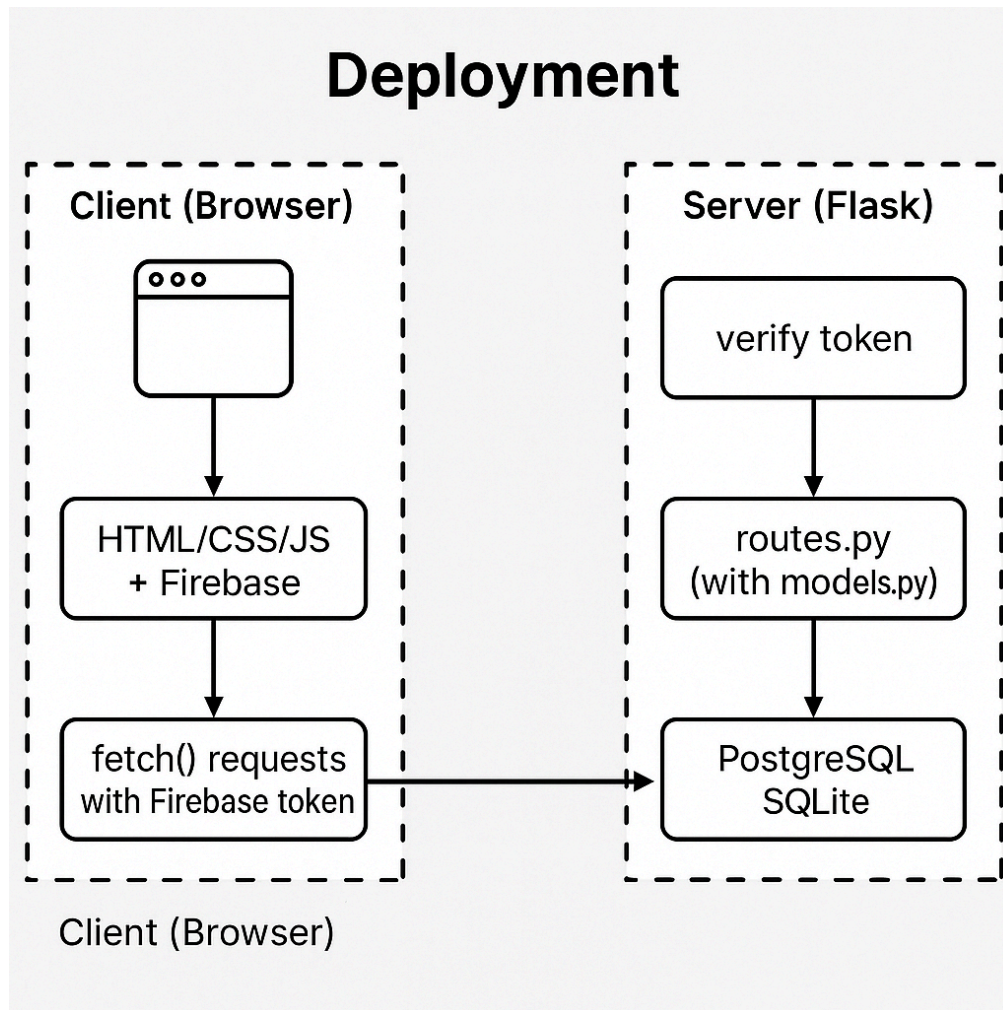 Deployment
Client (Browser)
HTML/CSS/JS
+ Firebase
fetch() requests
with Firebase token
Server (Flask)
verify token
routes.py
(with models.py)
PostgreSQL
SQLite
Client (Browser)